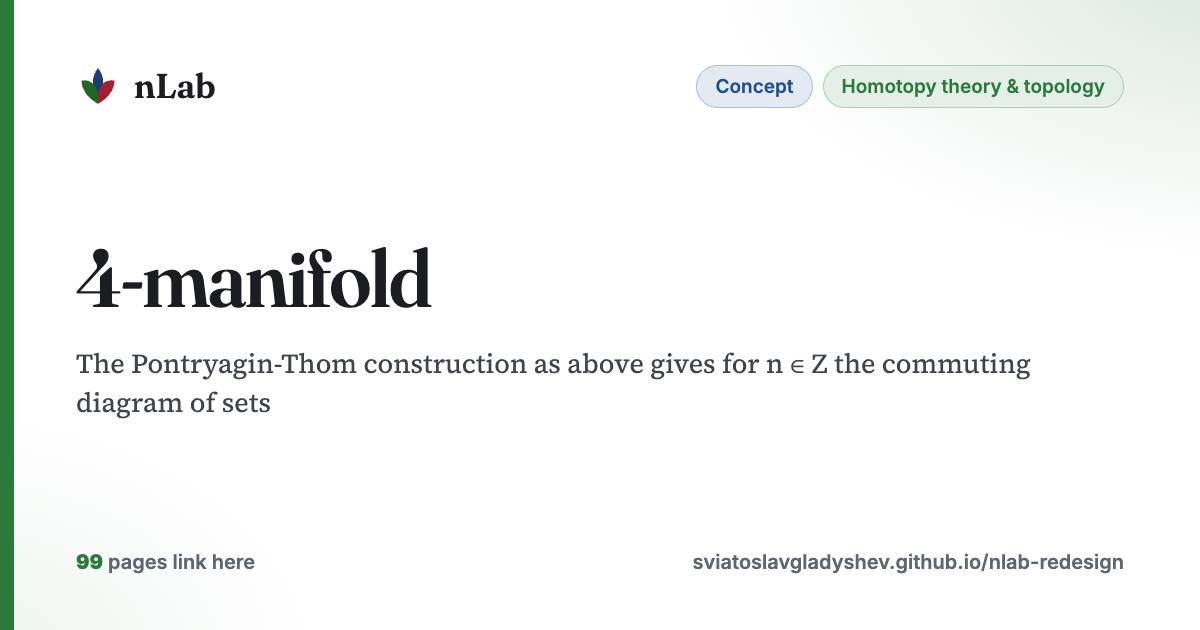 nLab
Concept
Homotopy theory & topology
4-manifold
The Pontryagin-Thom construction as above gives for n ∈ Z the commuting
diagram of sets
99 pages link here
sviatoslavgladyshev.github.io/nlab-redesign